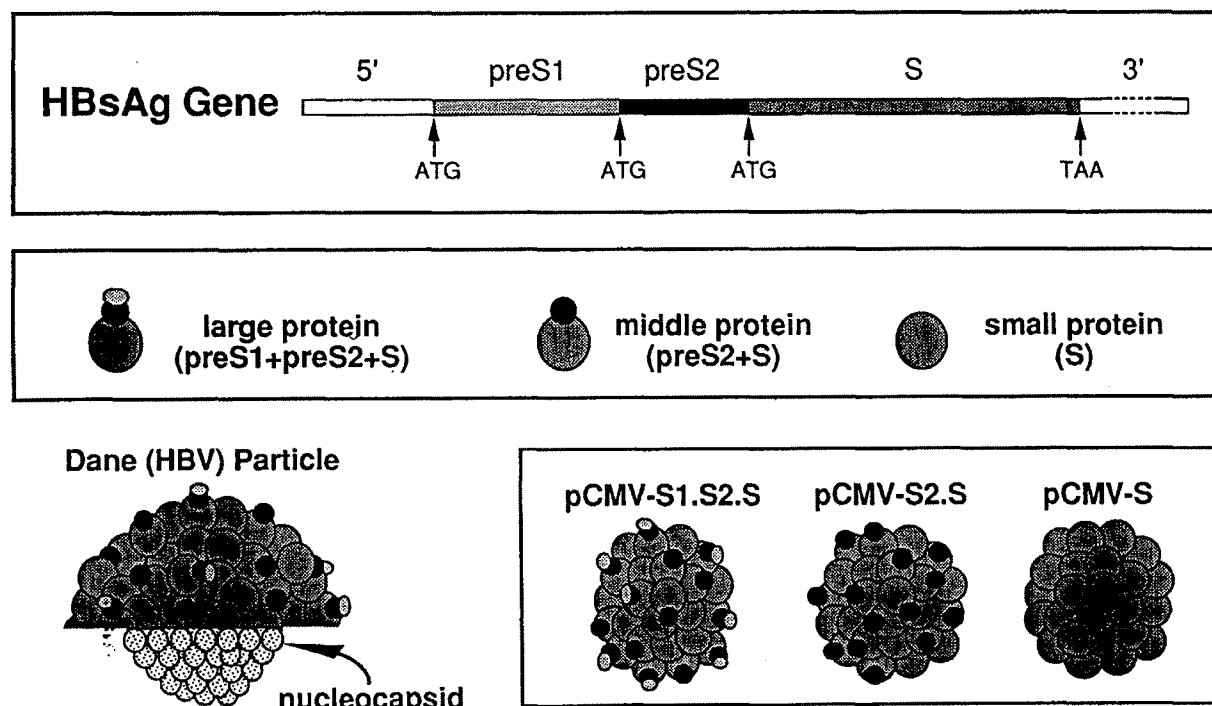 5' preS1 preS2 S 3'
HBsAg Gene
ATG ATG ATG TAA
large protein
(preS1+preS2+S)
middle protein
(preS2+S)
small protein
(S)
Dane (HBV) Particle
nucleocapsid
pCMV-S1.S2.S pCMV-S2.S pCMV-S